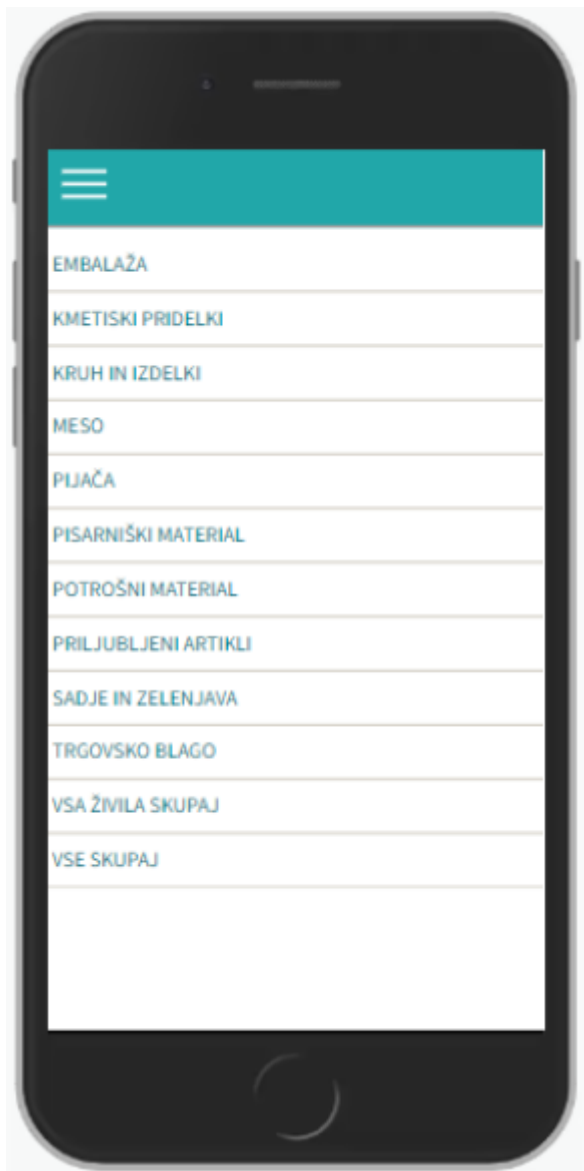 EMBALAŽA
KMETISKI PRIDELKI
KRUH IN IZDELKI
MESO
PIJAČA
PISARNIŠKI MATERIAL
POTROŠNI MATERIAL
PRILJUBLJENI ARTIKLI
SADJE IN ZELENJAVA
TRGOVSKO BLAGO
VSA ŽIVILA SKUPAJ
VSE SKUPAJ